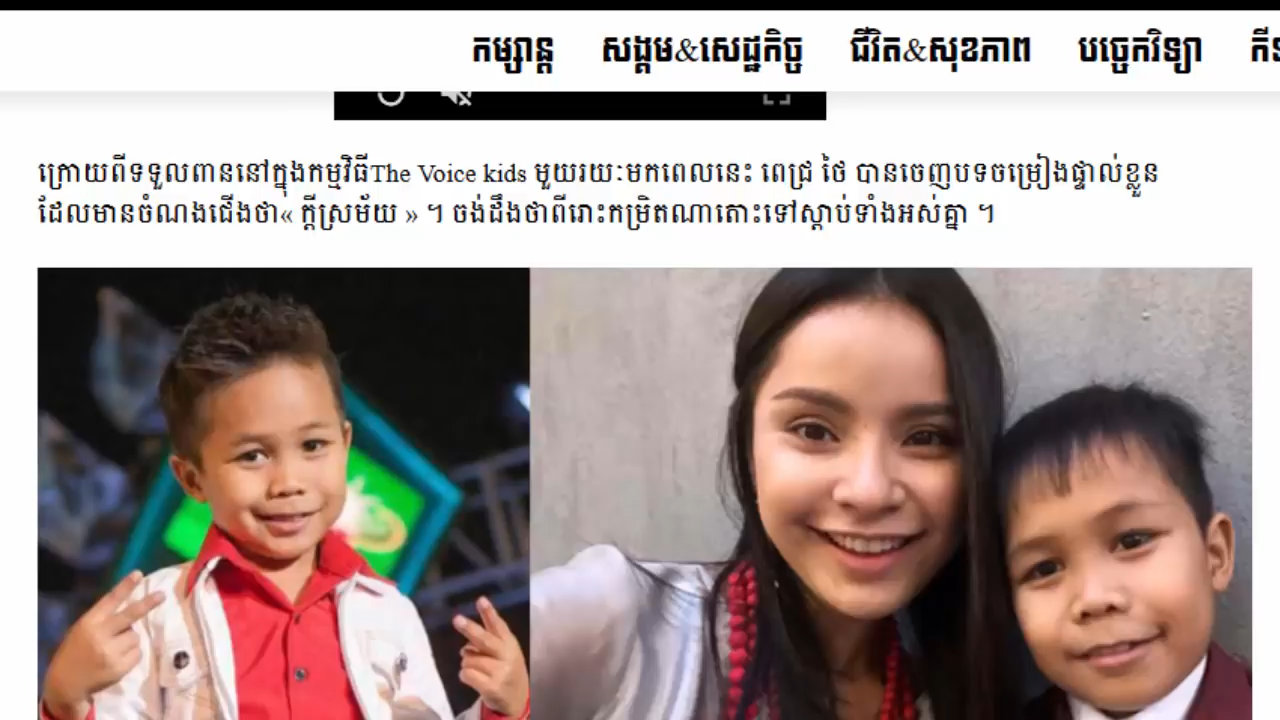 កម្សាន្ត សង្គម&សេដ្ឋកិច្ច ជីវិត&សុខភាព បច្ចេកវិទ្យា
ក្រោយពីទទួលពាននៅក្នុងកម្មវិធីThe Voice kids មួយរយៈមកពេលនេះ ពេជ្រ ថៃ បានចេញបទចម្រៀងផ្ទាល់ខ្លួន
ដែលមានចំណងជើងថា« ក្ដីស្រម័យ » ។ ចង់ដឹងថាពីរោះកម្រិតណាតោះទៅស្ដាប់ទាំងអស់គ្នា ។